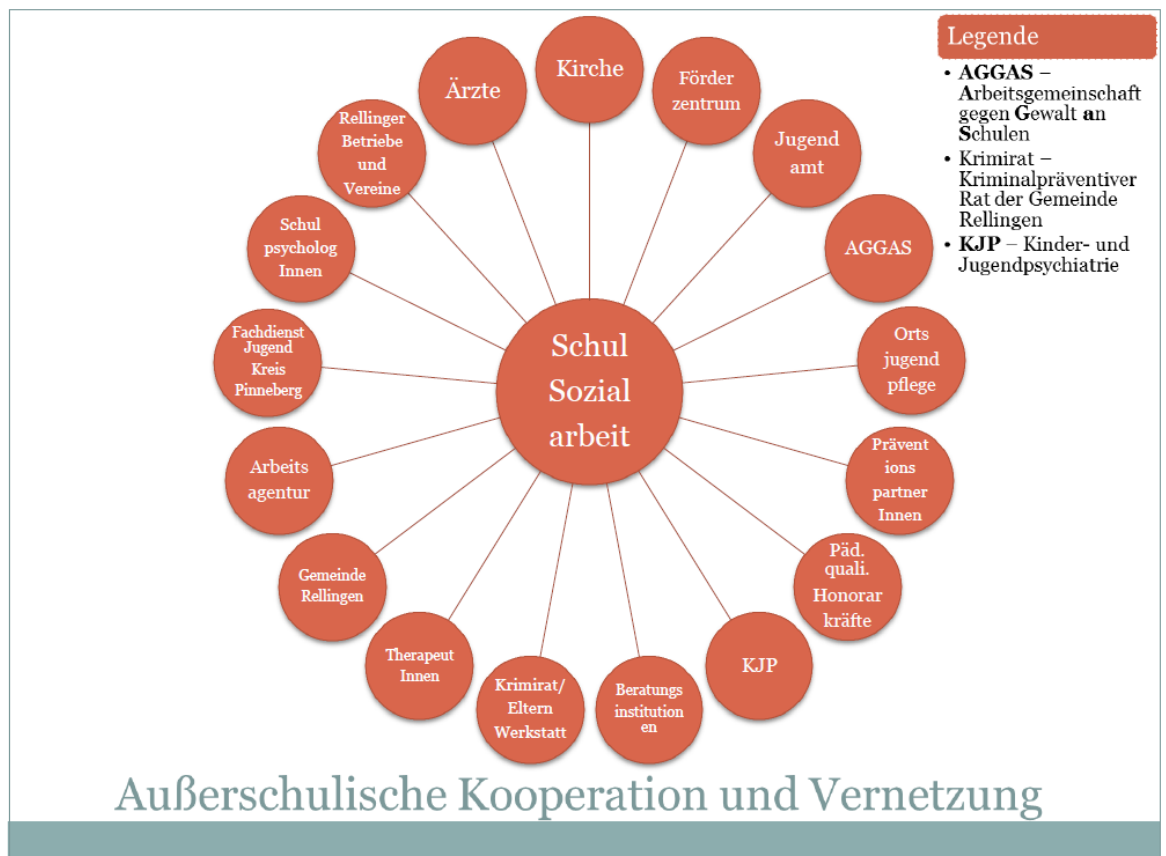 Kirche
Förder
zentrum
Jugend
amt
AGGAS
Orts
jugend
pflege
Prävent
ions
partner
Innen
Päd.
quali.
Honorar
kräfte
KJP
Beratungs
institution
en
Krimirat/
Eltern
Werkstatt
Therapeut
Innen
Gemeinde
Rellingen
Arbeits
agentur
Fachdienst
Jugend
Kreis
Pinneberg
Schul
psycholog
Innen
Rellinger
Betriebe
und
Vereine
Ärzte
Schul
Sozial
arbeit
Legende
• AGGAS –
Arbeitsgemeinschaft
gegen Gewalt an
Schulen
• Krimirat –
Kriminalpräventiver
Rat der Gemeinde
Rellingen
• KJP – Kinder- und
Jugendpsychiatrie
Außerschulische Kooperation und Vernetzung